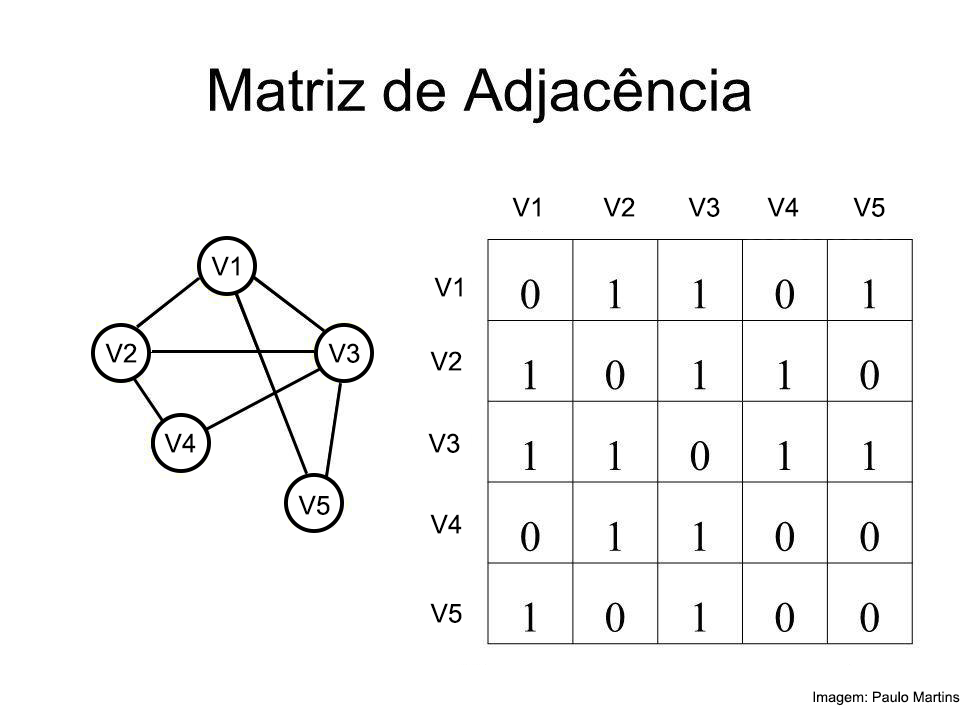 Matriz de Adjacência
V1
V2
V3
V4
V5
V1 V2 V3 V4 V5
V1 0 1 1 0 1
V2 1 0 1 1 0
V3 1 1 0 1 1
V4 0 1 1 0 0
V5 1 0 1 0 0
Imagem: Paulo Martins